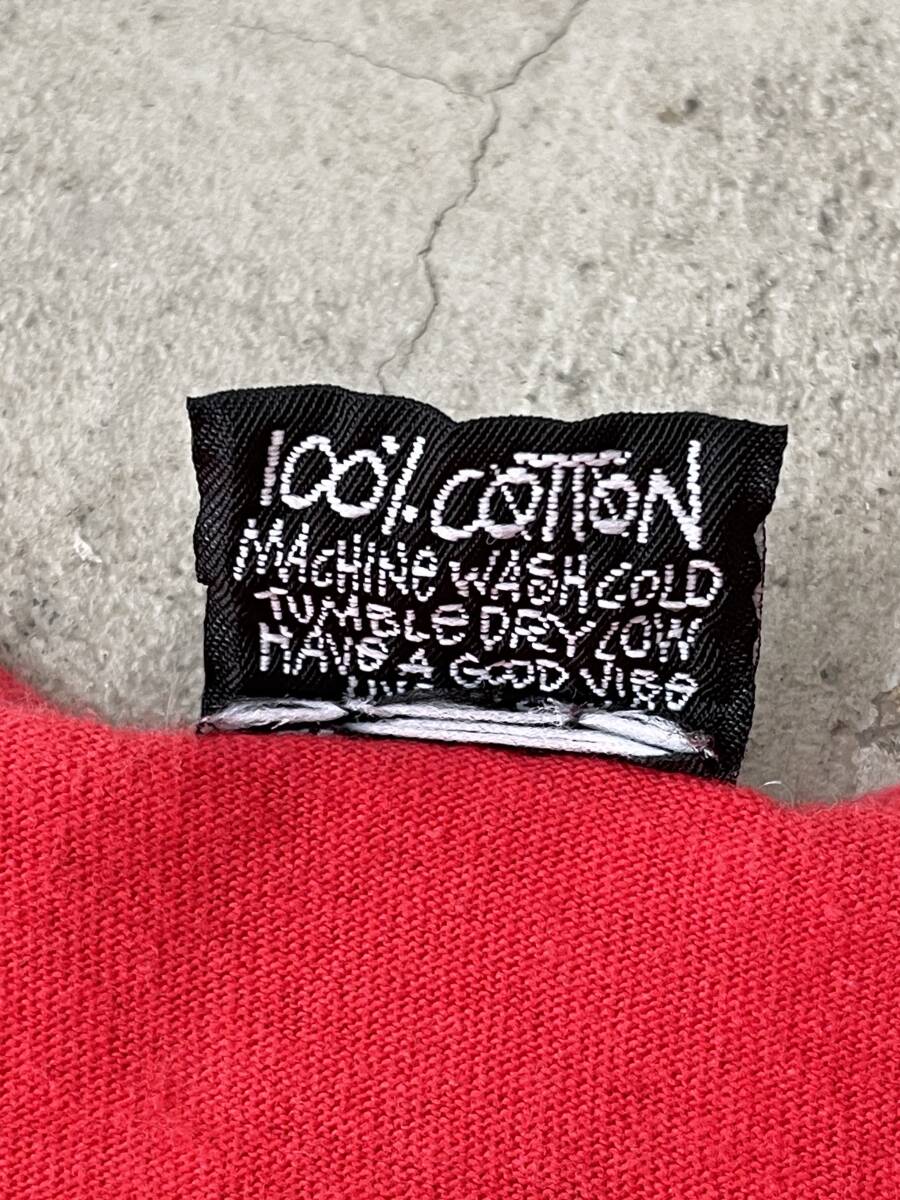 100% COTTON
MACHINE WASH COLD
TUMBLE DRY LOW
HAVE A GOOD VIBE